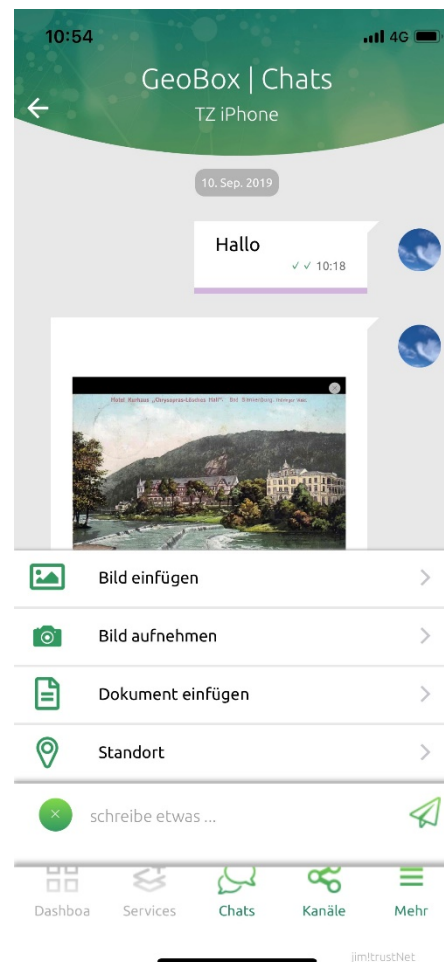 10:54
4G
GeoBox | Chats
TZ iPhone
10. Sep. 2019
Hallo
✓ ✓ 10:18
Bild einfügen
Bild aufnehmen
Dokument einfügen
Standort
schreibe etwas ...
Dashboa
Services
Chats
Kanäle
Mehr
jim!trustNet